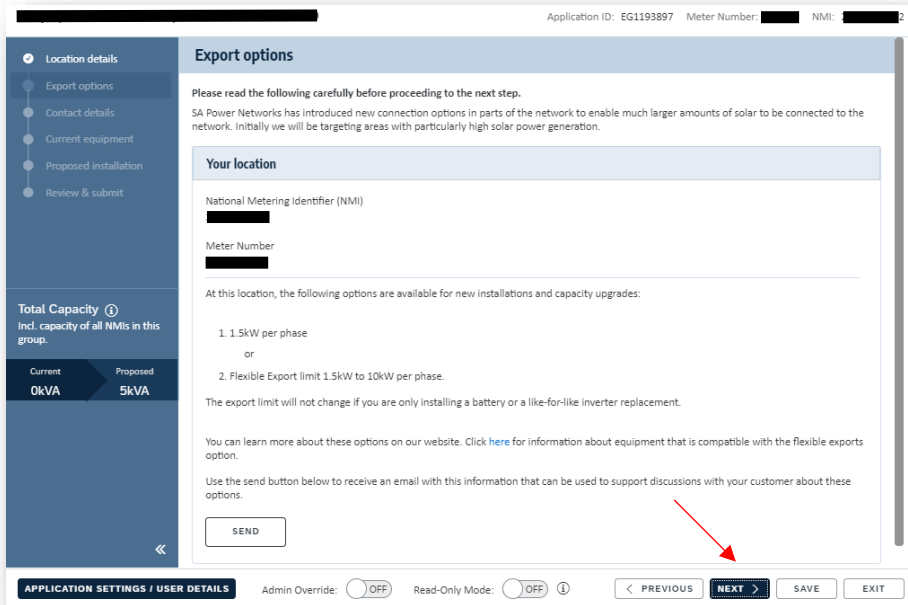 Application ID: EG1193897 Meter Number: NMI: 2
Location details
Export options
Contact details
Current equipment
Proposed installation
Review & submit
Total Capacity
Incl. capacity of all NMIs in this
group.
Current Proposed
0kVA 5kVA
Export options
Please read the following carefully before proceeding to the next step.
SA Power Networks has introduced new connection options in parts of the network to enable much larger amounts of solar to be connected to the
network. Initially we will be targeting areas with particularly high solar power generation.
Your location
National Metering Identifier (NMI)
Meter Number
At this location, the following options are available for new installations and capacity upgrades:
1. 1.5kW per phase
or
2. Flexible Export limit 1.5kW to 10kW per phase.
The export limit will not change if you are only installing a battery or a like-for-like inverter replacement.
You can learn more about these options on our website. Click here for information about equipment that is compatible with the flexible exports
option.
Use the send button below to receive an email with this information that can be used to support discussions with your customer about these
options.
SEND
APPLICATION SETTINGS / USER DETAILS Admin Override: OFF Read-Only Mode: OFF < PREVIOUS NEXT > SAVE EXIT